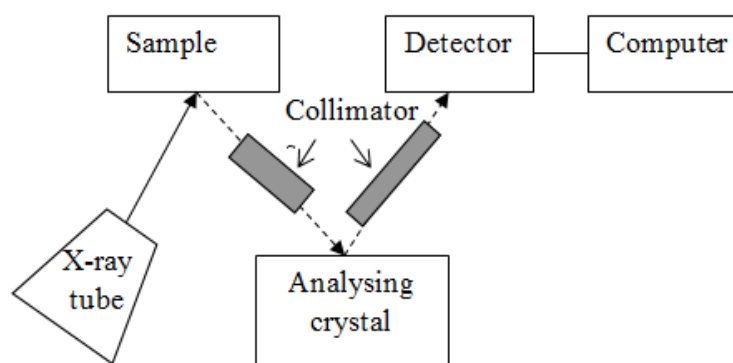 Sample
Detector
Computer
Collimator
X-ray
tube
Analysing
crystal